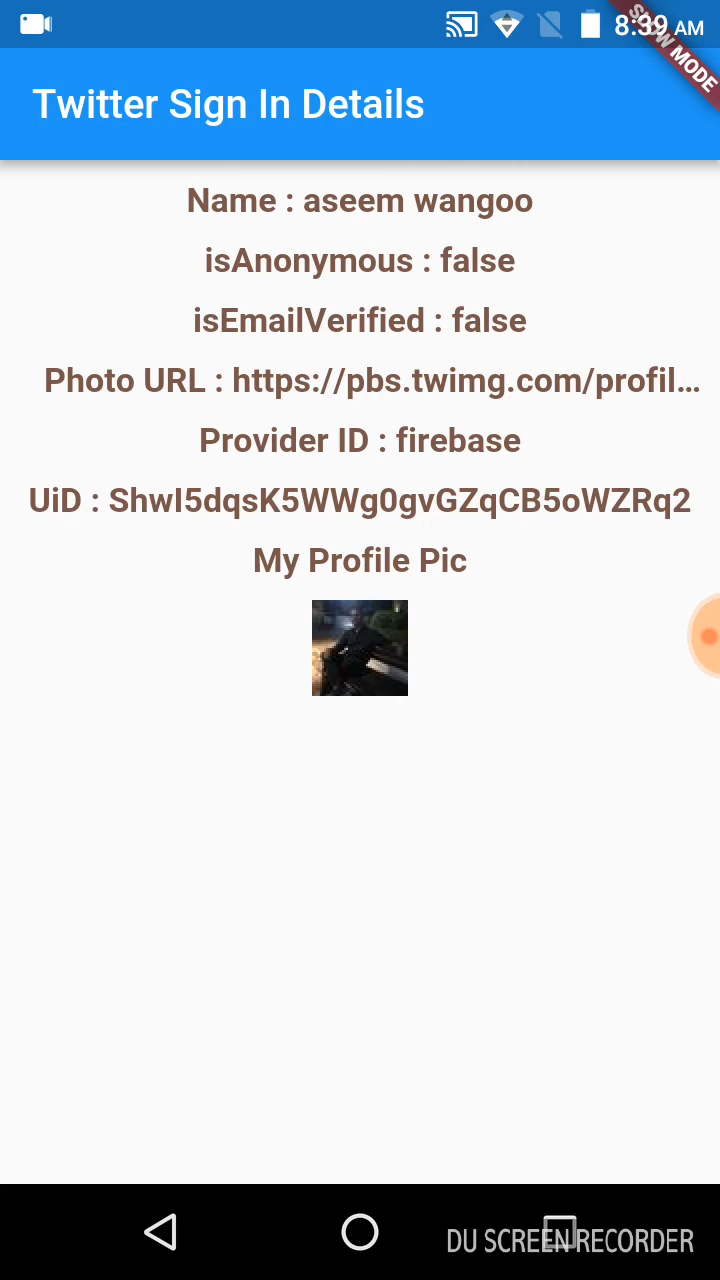 8:39 AM
SLOW MODE
Twitter Sign In Details
Name : aseem wangoo
isAnonymous : false
isEmailVerified : false
Photo URL : https://pbs.twimg.com/profil...
Provider ID : firebase
UiD : ShwI5dqsK5WWg0gvGZqCB5oWZRq2
My Profile Pic
DU SCREEN RECORDER